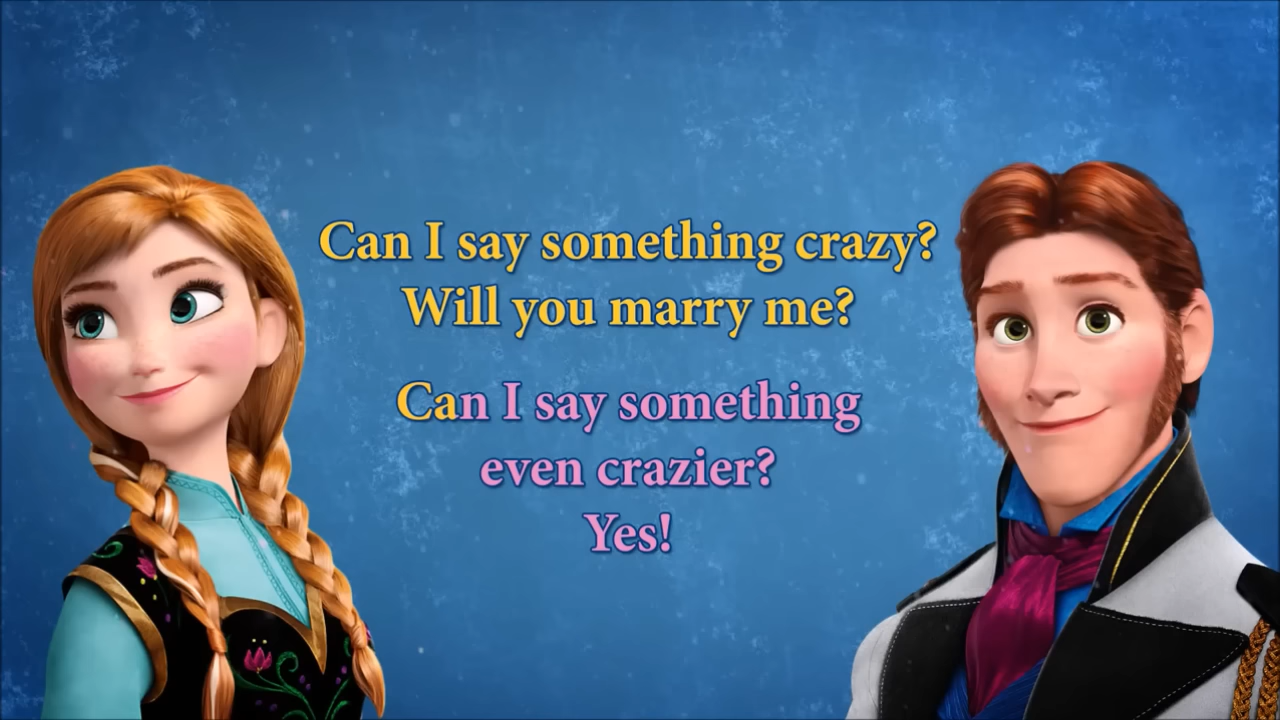 Can I say something crazy?
Will you marry me?
Can I say something
even crazier?
Yes!